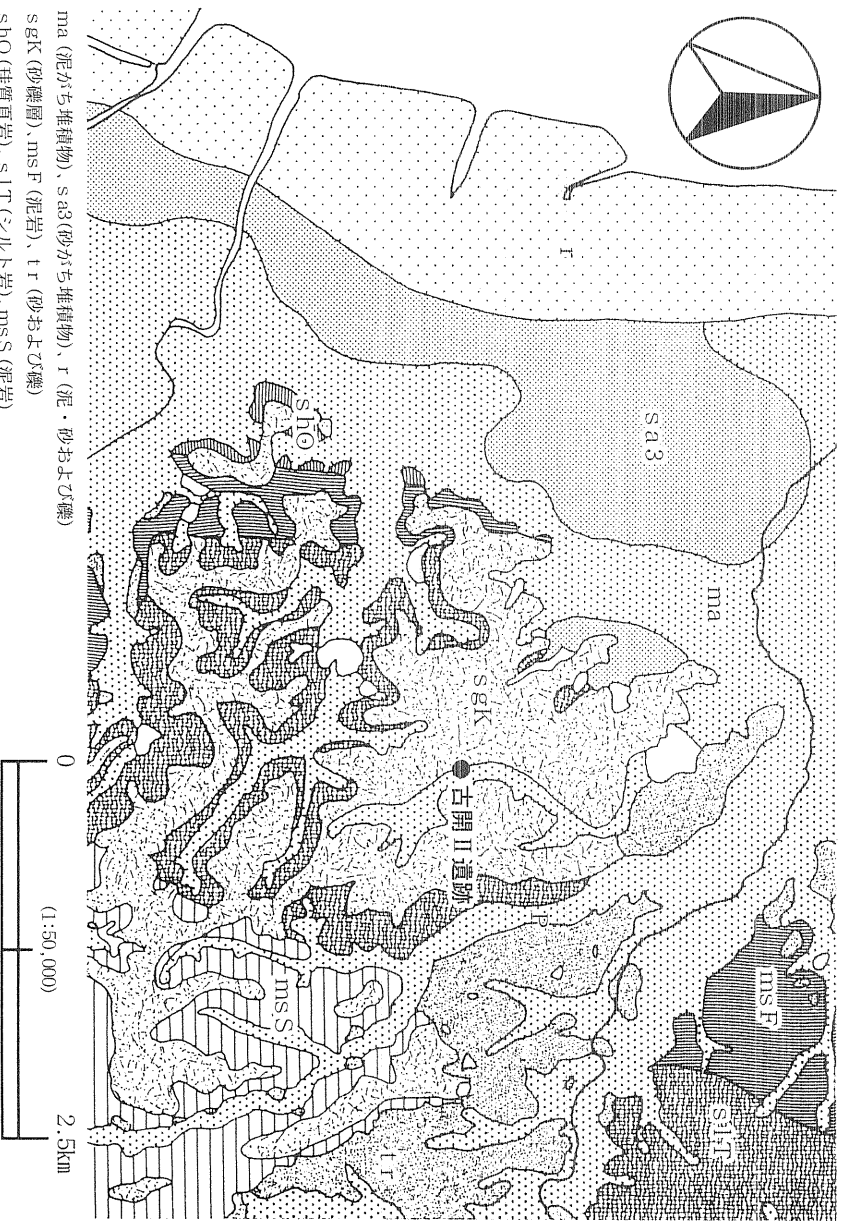 msF
slT
ma
sa3
r
P
sgK
古開Ⅱ遺跡
tr
shO
msS
(1:50,000)
0
2.5km
ma (泥がち堆積物)、sa3 (砂がち堆積物)、r (泥・砂および礫)
sgK (砂礫層)、msF (泥岩)、tr (砂および礫)
shO (珪質頁岩)、slT (シルト岩)、msS (泥岩)